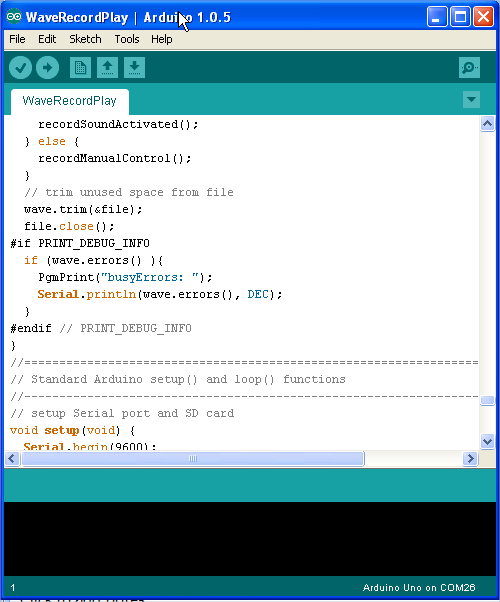 WaveRecordPlay | Arduino 1.0.5
File Edit Sketch Tools Help
WaveRecordPlay
recordSoundActivated();
} else {
recordManualControl();
}
// trim unused space from file
wave.trim(&file);
file.close();
#if PRINT_DEBUG_INFO
if (wave.errors() ){
PgmPrint("busyErrors: ");
Serial.println(wave.errors(), DEC);
}
#endif // PRINT_DEBUG_INFO
}
//==================================================================
// Standard Arduino setup() and loop() functions
//------------------------------------------------------------------
// setup Serial port and SD card
void setup(void) {
Serial.begin(9600);
1 Arduino Uno on COM26